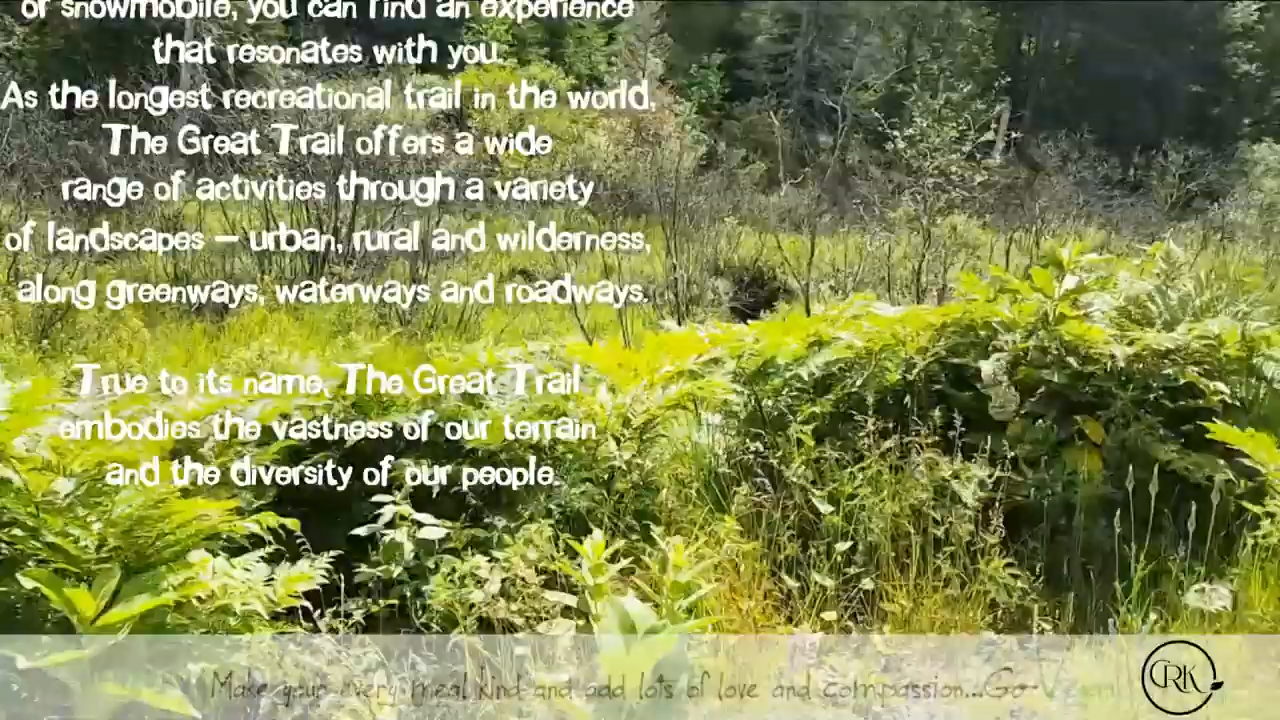 or snowmobile, you can find an experience
that resonates with you.
As the longest recreational trail in the world,
The Great Trail offers a wide
range of activities through a variety
of landscapes – urban, rural and wilderness,
along greenways, waterways and roadways.
True to its name, The Great Trail
embodies the vastness of our terrain
and the diversity of our people.
Make your every meal kind and add lots of love and compassion...Go Vegan
CRK